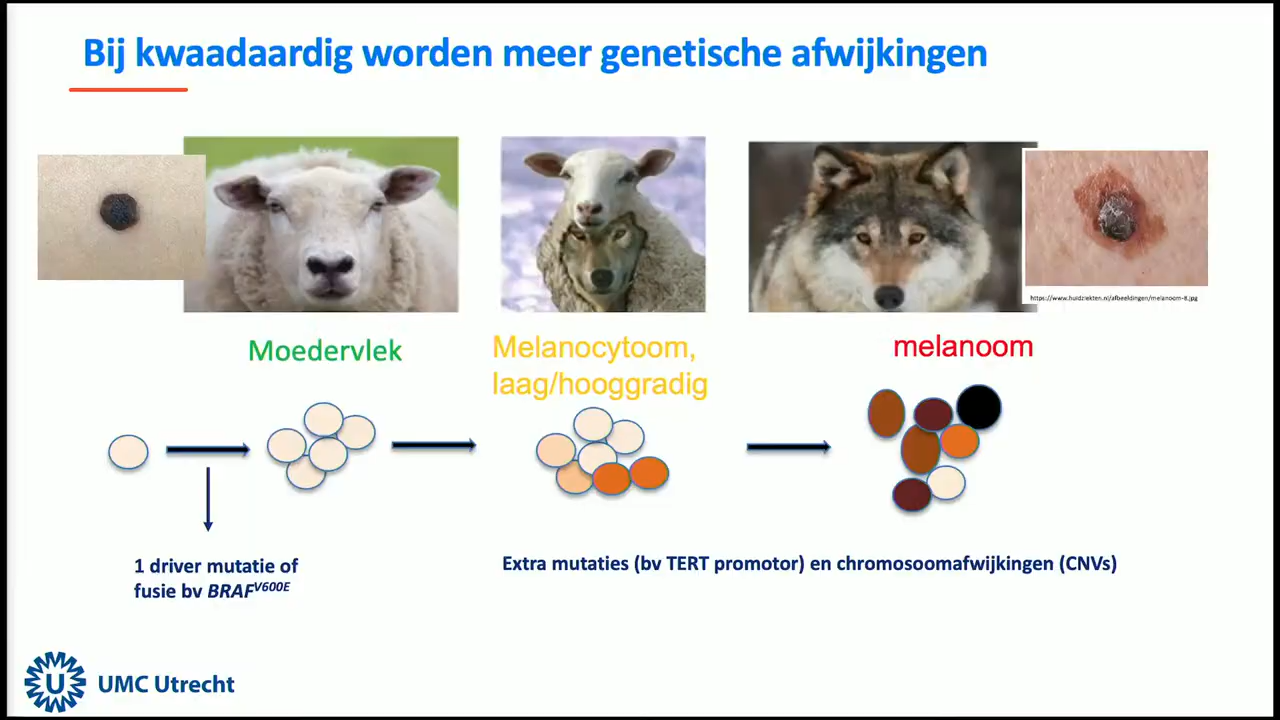 Bij kwaadaardig worden meer genetische afwijkingen
https://www.huidziekten.nl/afbeeldingen/melanoom-8.jpg
Moedervlek
Melanocytoom,
laag/hooggradig
melanoom
1 driver mutatie of
fusie bv BRAFV600E
Extra mutaties (bv TERT promotor) en chromosoomafwijkingen (CNVs)
U
UMC Utrecht